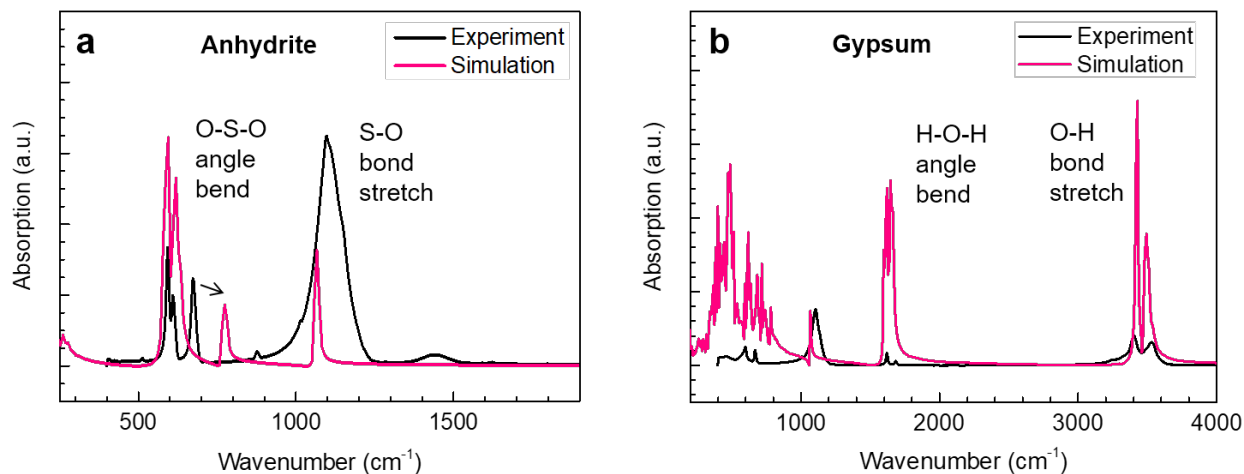 a
Anhydrite
Experiment
Simulation
O-S-O
angle
bend
S-O
bond
stretch
Absorption (a.u.)
500
1000
1500
Wavenumber (cm⁻¹)
b
Gypsum
Experiment
Simulation
H-O-H
angle
bend
O-H
bond
stretch
Absorption (a.u.)
1000
2000
3000
4000
Wavenumber (cm⁻¹)